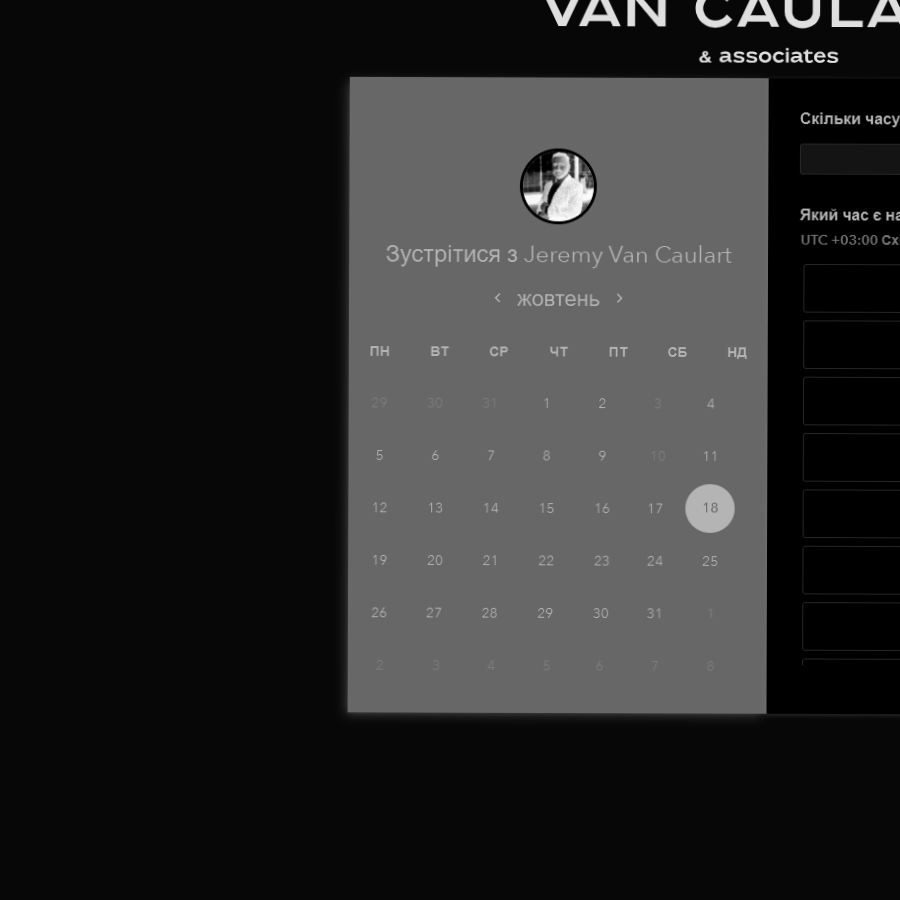 VAN CAULA
& associates
Скільки часу
Зустрітися з Jeremy Van Caulart
Який час є на
UTC +03:00 Сх
жовтень
ПН ВТ СР ЧТ ПТ СБ НД
29 30 31 1 2 3 4
5 6 7 8 9 10 11
12 13 14 15 16 17 18
19 20 21 22 23 24 25
26 27 28 29 30 31 1
2 3 4 5 6 7 8